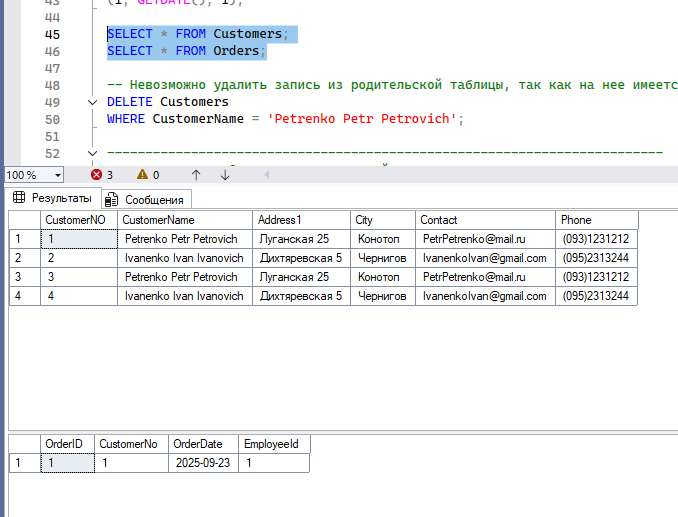 (1, GETDATE(), 1);
44
45 SELECT * FROM Customers;
46 SELECT * FROM Orders;
47
48 -- Невозможно удалить запись из родительской таблицы, так как на нее имеетс
49 DELETE Customers
50 WHERE CustomerName = 'Petrenko Petr Petrovich';
51
52 --------------------------------------------------------------------------
100 % 3 0
Результаты Сообщения
CustomerNO CustomerName Address1 City Contact Phone
1 1 Petrenko Petr Petrovich Луганская 25 Конотоп PetrPetrenko@mail.ru (093)1231212
2 2 Ivanenko Ivan Ivanovich Дихтяревская 5 Чернигов IvanenkoIvan@gmail.com (095)2313244
3 3 Petrenko Petr Petrovich Луганская 25 Конотоп PetrPetrenko@mail.ru (093)1231212
4 4 Ivanenko Ivan Ivanovich Дихтяревская 5 Чернигов IvanenkoIvan@gmail.com (095)2313244
OrderID CustomerNo OrderDate EmployeeId
1 1 1 2025-09-23 1